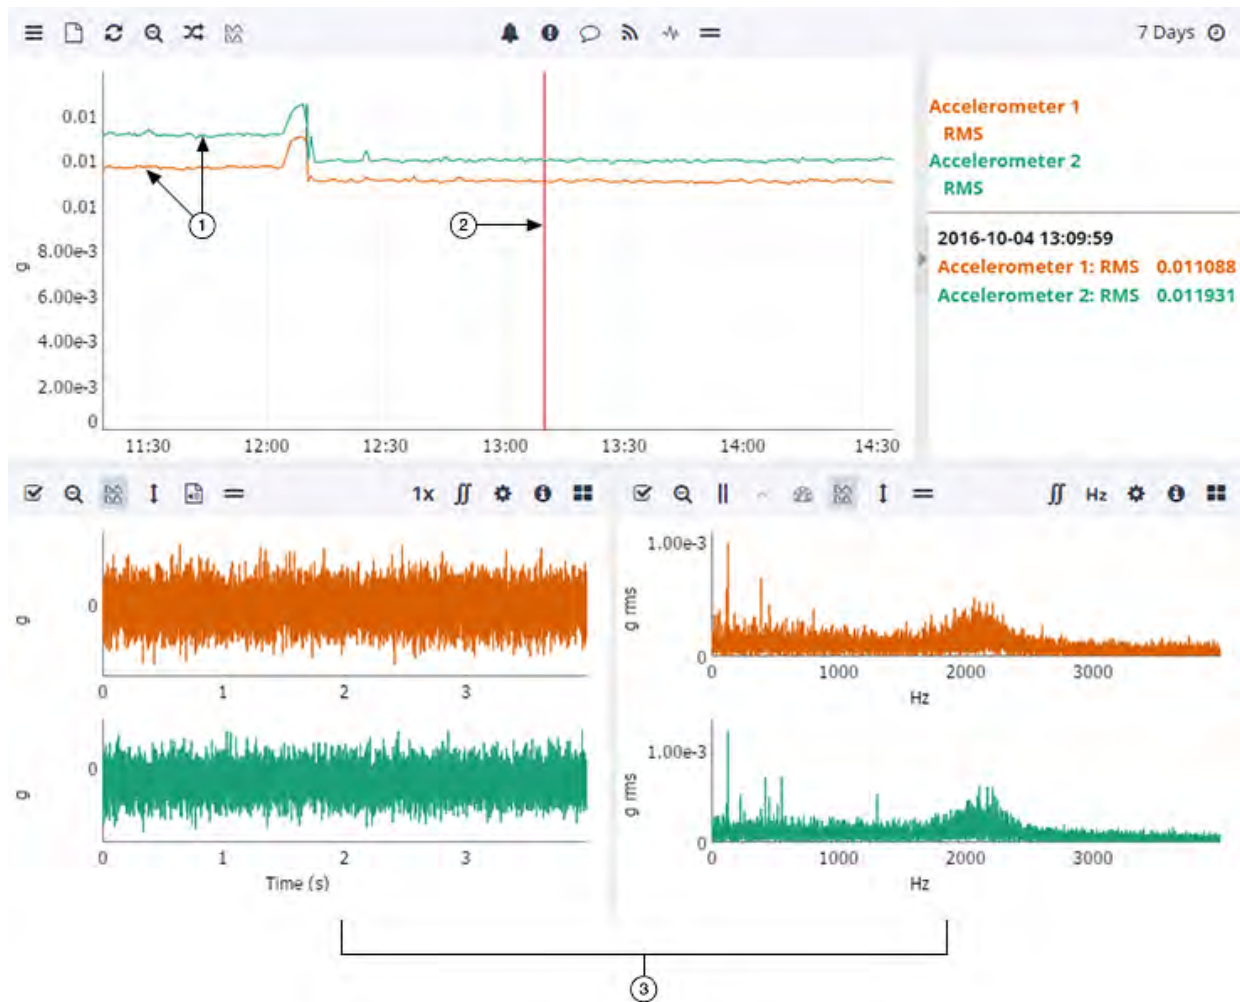 7 Days
0.01
0.01
0.01
8.00e-3
6.00e-3
4.00e-3
2.00e-3
0
g
11:30 12:00 12:30 13:00 13:30 14:00 14:30
1
2
Accelerometer 1
RMS
Accelerometer 2
RMS
2016-10-04 13:09:59
Accelerometer 1: RMS 0.011088
Accelerometer 2: RMS 0.011931
1x
g
0
0 1 2 3
g
0
0 1 2 3
Time (s)
Hz
1.00e-3
g rms
0
0 1000 2000 3000
Hz
1.00e-3
g rms
0
0 1000 2000 3000
Hz
3